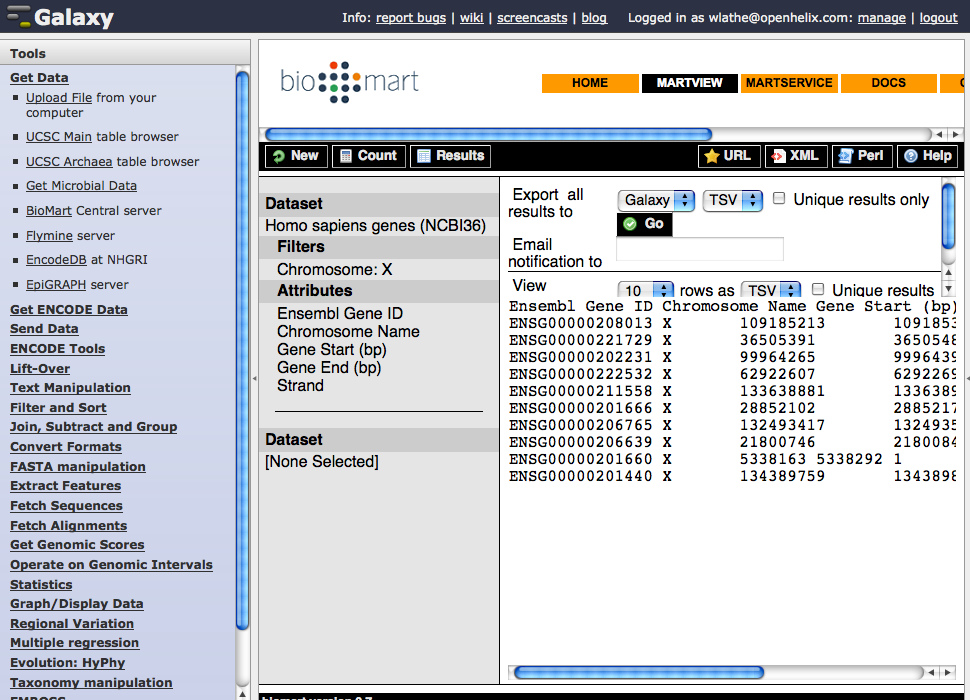 Galaxy
Info: report bugs | wiki | screencasts | blog Logged in as wlathe@openhelix.com: manage | logout
Tools
Get Data
Upload File from your
computer
UCSC Main table browser
UCSC Archaea table browser
Get Microbial Data
BioMart Central server
Flymine server
EncodeDB at NHGRI
EpiGRAPH server
Get ENCODE Data
Send Data
ENCODE Tools
Lift-Over
Text Manipulation
Filter and Sort
Join, Subtract and Group
Convert Formats
FASTA manipulation
Extract Features
Fetch Sequences
Fetch Alignments
Get Genomic Scores
Operate on Genomic Intervals
Statistics
Graph/Display Data
Regional Variation
Multiple regression
Evolution: HyPhy
Taxonomy manipulation
EMBOSS
bio mart
HOME MARTVIEW MARTSERVICE DOCS
New Count Results URL XML Perl Help
Dataset
Homo sapiens genes (NCBI36)
Filters
Chromosome: X
Attributes
Ensembl Gene ID
Chromosome Name
Gene Start (bp)
Gene End (bp)
Strand
Dataset
[None Selected]
Export all
results to
Galaxy TSV Unique results only
Go
Email
notification to
View 10 rows as TSV Unique results
Ensembl Gene ID Chromosome Name Gene Start (bp)
ENSG00000208013 X 109185213 1091853
ENSG00000221729 X 36505391 3650548
ENSG00000202231 X 99964265 9996439
ENSG00000222532 X 62922607 6292269
ENSG00000211558 X 133638881 1336389
ENSG00000201666 X 28852102 2885217
ENSG00000206765 X 132493417 1324935
ENSG00000206639 X 21800746 2180084
ENSG00000201660 X 5338163 5338292 1
ENSG00000201440 X 134389759 1343898
biomart version 0.7